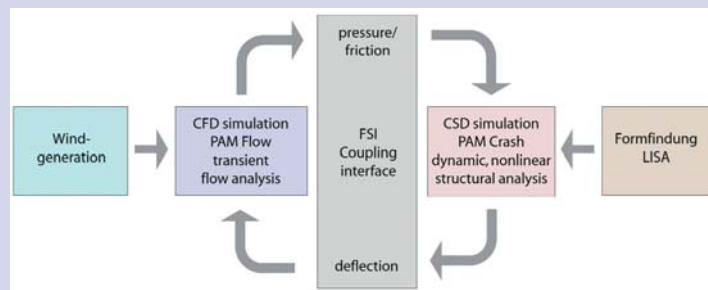 Wind-
generation
CFD simulation
PAM Flow
transient
flow analysis
pressure/
friction
FSI
Coupling
interface
deflection
CSD simulation
PAM Crash
dynamic, nonlinear
structural analysis
Formfindung
LISA